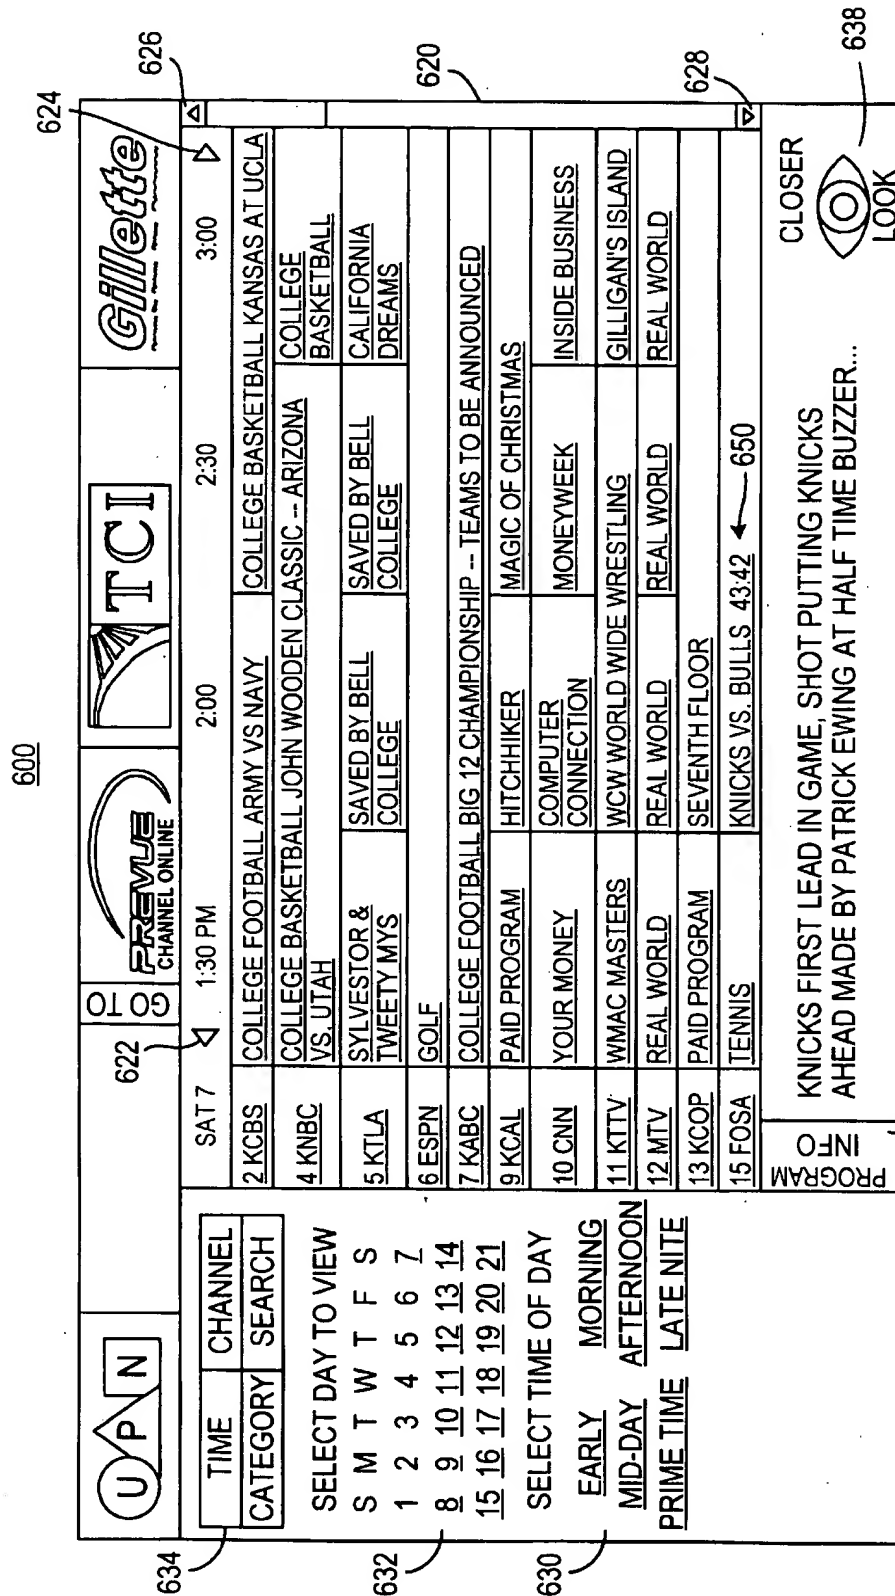 600
UPN
GO TO
PREVUE
CHANNEL ONLINE
TCI
Gillette
634
TIME CHANNEL
CATEGORY SEARCH
SELECT DAY TO VIEW
S M T W T F S
1 2 3 4 5 6 7
8 9 10 11 12 13 14
15 16 17 18 19 20 21
632
SELECT TIME OF DAY
EARLY MORNING
MID-DAY AFTERNOON
PRIME TIME LATE NITE
630
622
624
626
SAT 7 1:30 PM 2:00 2:30 3:00
2 KCBS COLLEGE FOOTBALL ARMY VS NAVY COLLEGE BASKETBALL KANSAS AT UCLA
4 KNBC COLLEGE BASKETBALL JOHN WOODEN CLASSIC -- ARIZONA
VS. UTAH
COLLEGE
BASKETBALL
5 KTLA SYLVESTOR &
TWEETY MYS
SAVED BY BELL
COLLEGE
SAVED BY BELL
COLLEGE
CALIFORNIA
DREAMS
6 ESPN GOLF
7 KABC COLLEGE FOOTBALL BIG 12 CHAMPIONSHIP -- TEAMS TO BE ANNOUNCED
9 KCAL PAID PROGRAM HITCHHIKER MAGIC OF CHRISTMAS
10 CNN YOUR MONEY COMPUTER
CONNECTION
MONEYWEEK INSIDE BUSINESS
11 KTTV WMAC MASTERS WCW WORLD WIDE WRESTLING GILLIGAN'S ISLAND
12 MTV REAL WORLD REAL WORLD REAL WORLD REAL WORLD
13 KCOP PAID PROGRAM SEVENTH FLOOR
15 FOSA TENNIS KNICKS VS. BULLS 43:42 650
620
628
PROGRAM
INFO
KNICKS FIRST LEAD IN GAME, SHOT PUTTING KNICKS
AHEAD MADE BY PATRICK EWING AT HALF TIME BUZZER...
CLOSER
LOOK
638